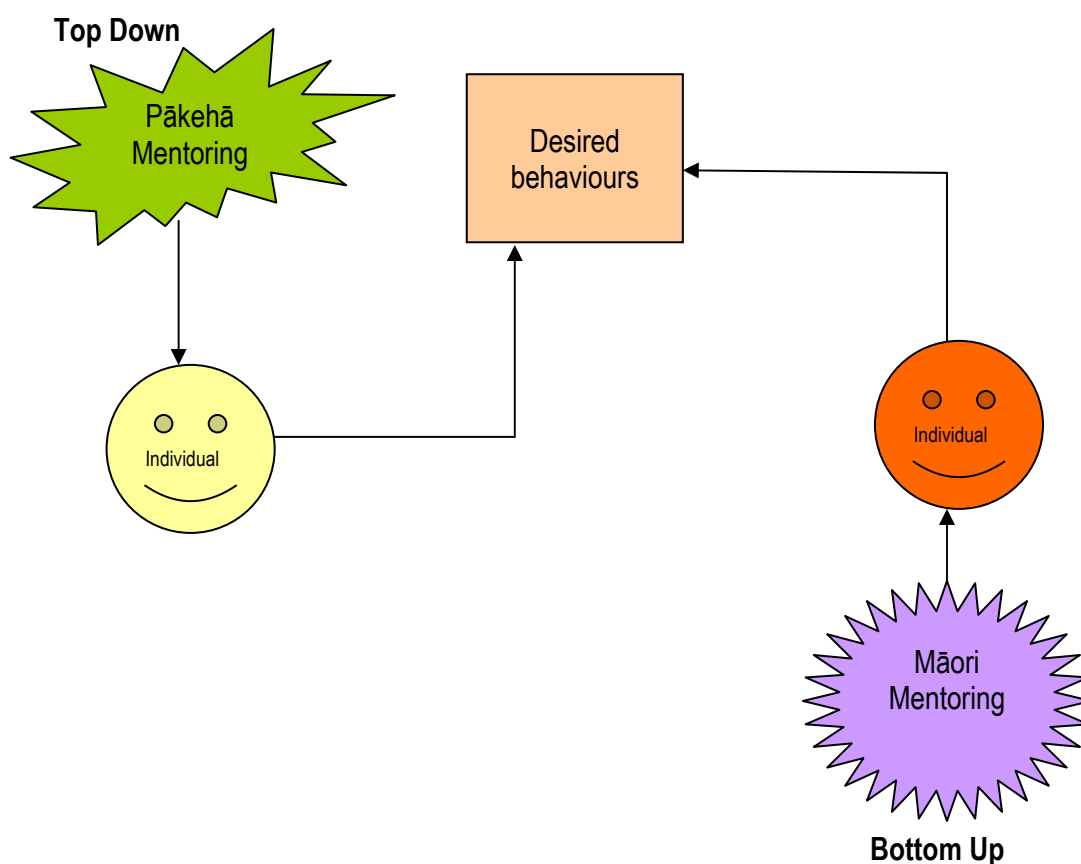 Top Down
Pākehā
Mentoring
Desired
behaviours
Individual
Individual
Māori
Mentoring
Bottom Up